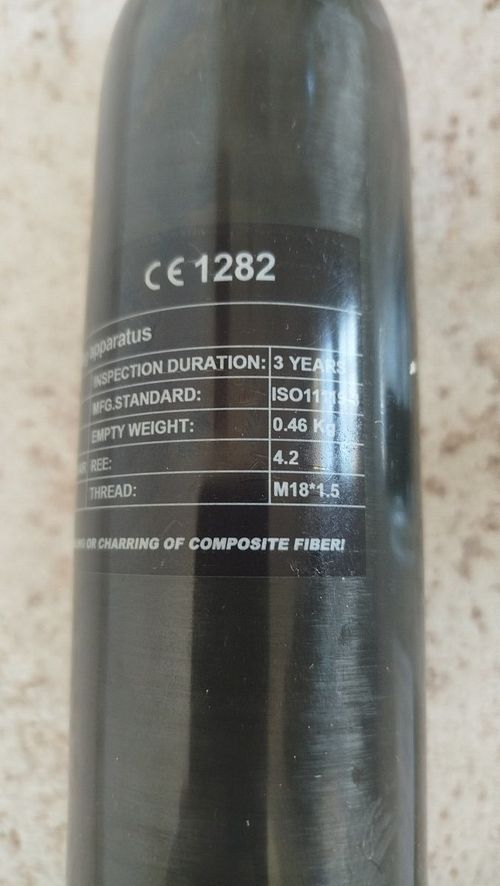 CE 1282
apparatus
INSPECTION DURATION: 3 YEARS
MFG.STANDARD:
EMPTY WEIGHT: 0.46 Kg
REE: 4.2
THREAD: M18*1.5
OR CHARRING OF COMPOSITE FIBER!